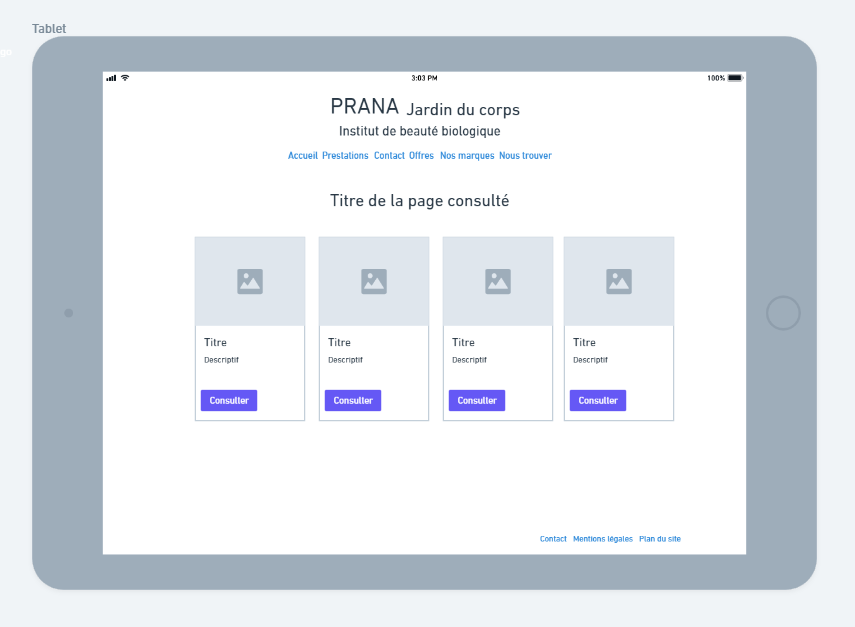 Tablet
go
3:03 PM 100%
PRANA Jardin du corps
Institut de beauté biologique
Accueil Prestations Contact Offres Nos marques Nous trouver
Titre de la page consulté
Titre Titre Titre Titre
Descriptif Descriptif Descriptif Descriptif
Consulter Consulter Consulter Consulter
Contact Mentions légales Plan du site